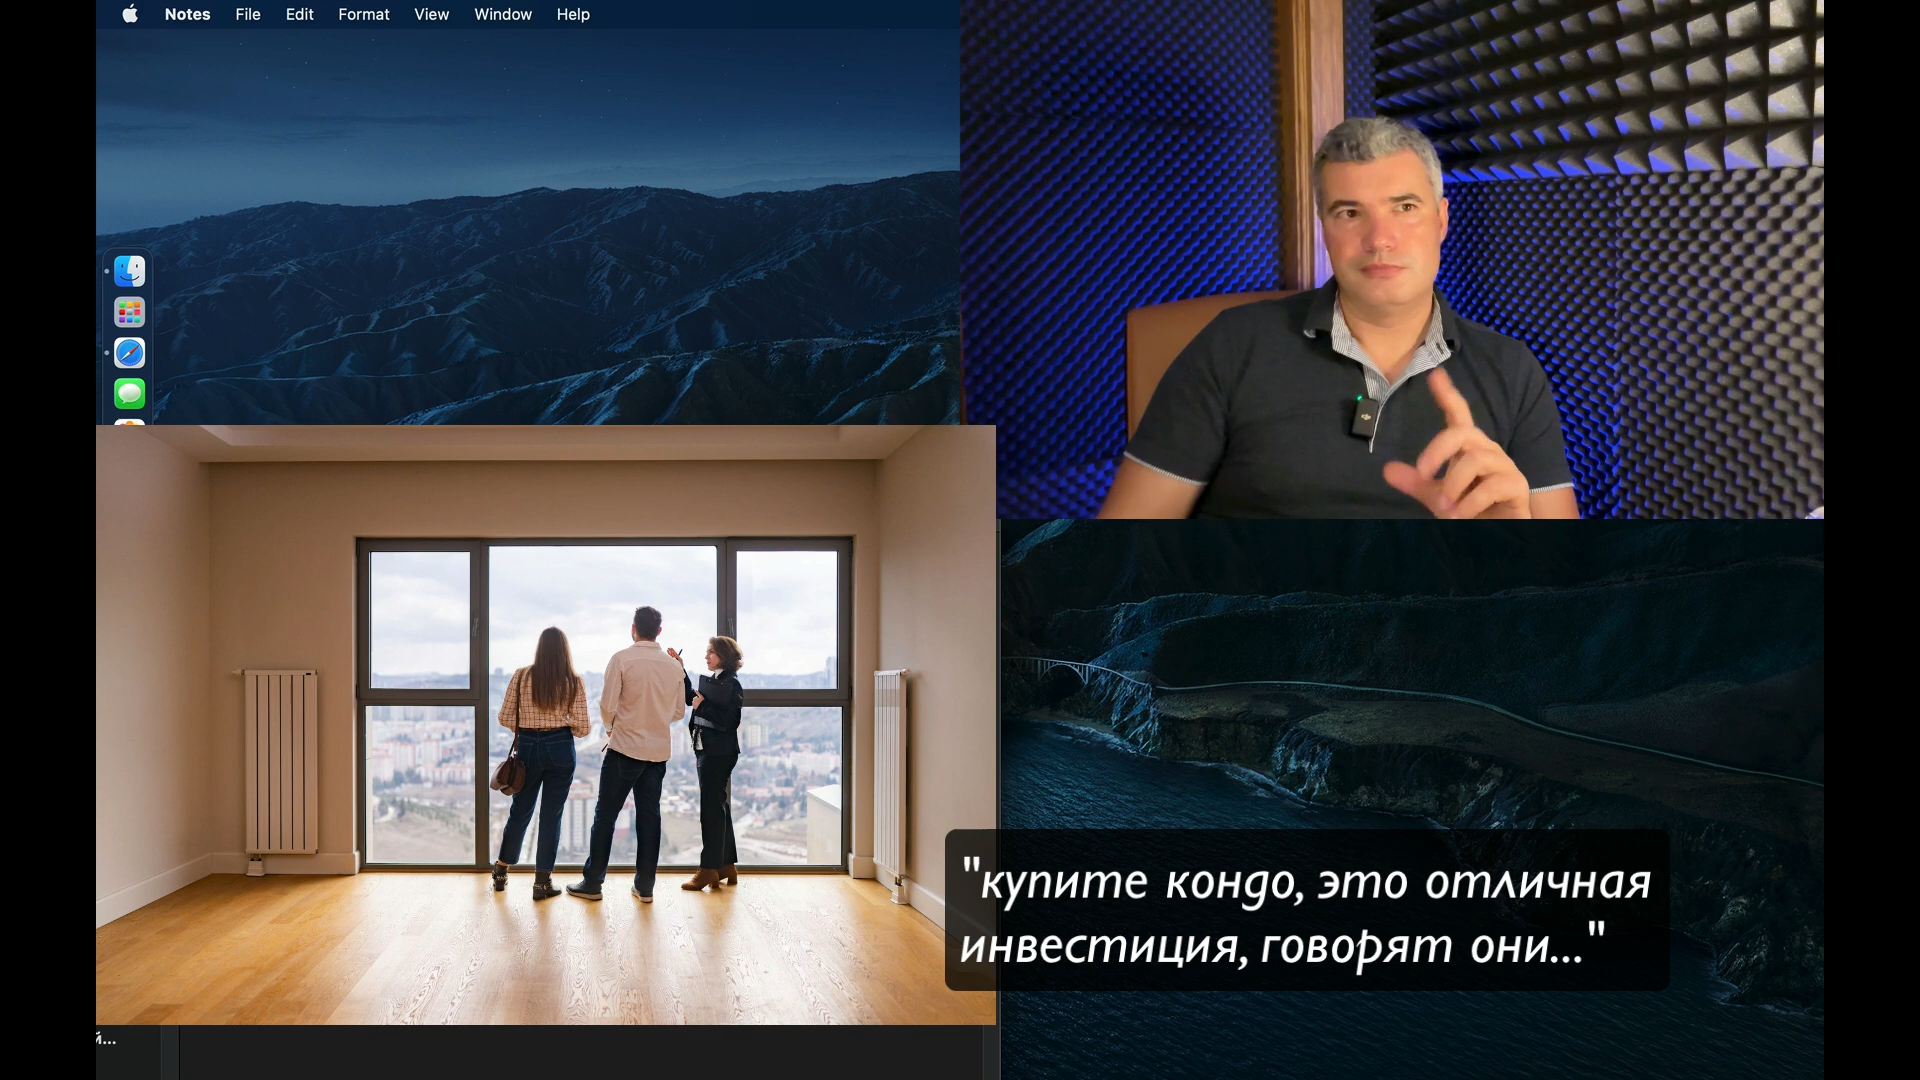 Notes File Edit Format View Window Help
"купите кондо, это отличная
инвестиция, говорят они..."
й...